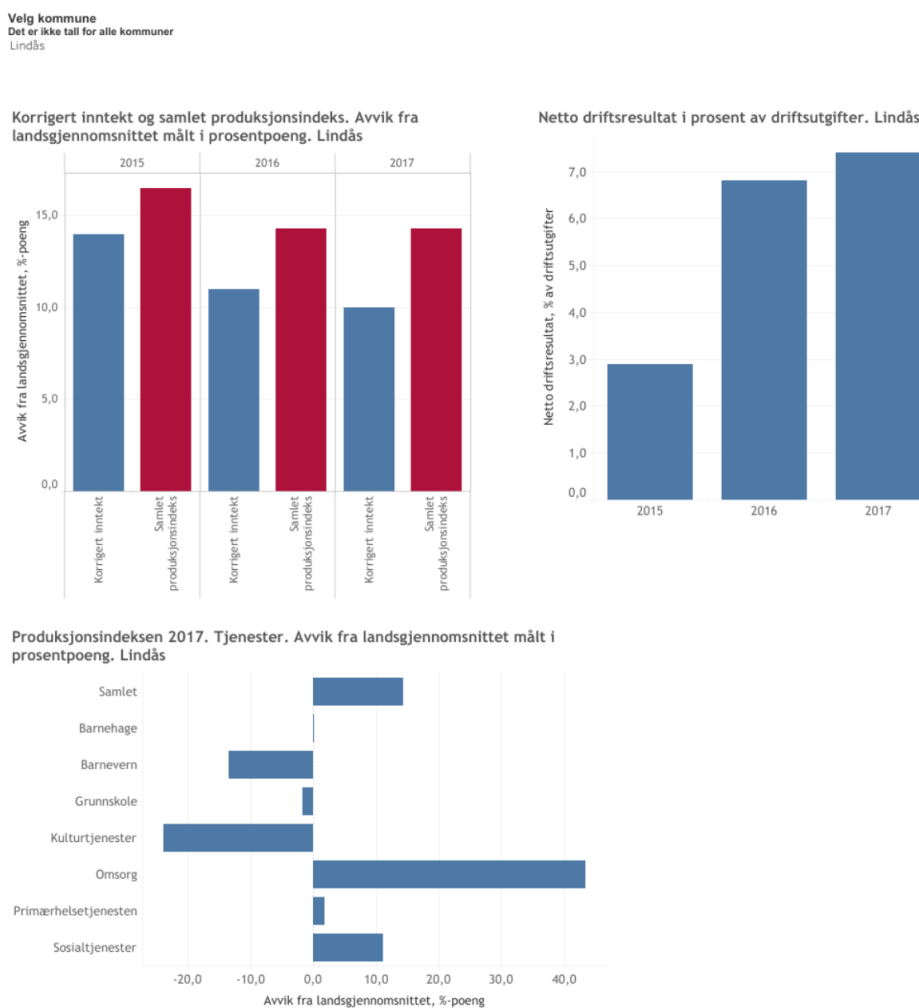 Velg kommune
Det er ikke tall for alle kommuner
Lindås
Korrigert inntekt og samlet produksjonsindeks. Avvik fra
landsgjennomsnittet målt i prosentpoeng. Lindås
2015
2016
2017
Avvik fra landsgjennomsnittet, %-poeng
15,0
10,0
5,0
0,0
Korrigert inntekt
Samlet
produksjonsindeks
Korrigert inntekt
Samlet
produksjonsindeks
Korrigert inntekt
Samlet
produksjonsindeks
Netto driftsresultat i prosent av driftsutgifter. Lindås
Netto driftsresultat, % av driftsutgifter
7,0
6,0
5,0
4,0
3,0
2,0
1,0
0,0
2015
2016
2017
Produksjonsindeksen 2017. Tjenester. Avvik fra landsgjennomsnittet målt i
prosentpoeng. Lindås
Samlet
Barnehage
Barnevern
Grunnskole
Kulturtjenester
Omsorg
Primærhelsetjenesten
Sosialtjenester
-20,0
-10,0
0,0
10,0
20,0
30,0
40,0
Avvik fra landsgjennomsnittet, %-poeng